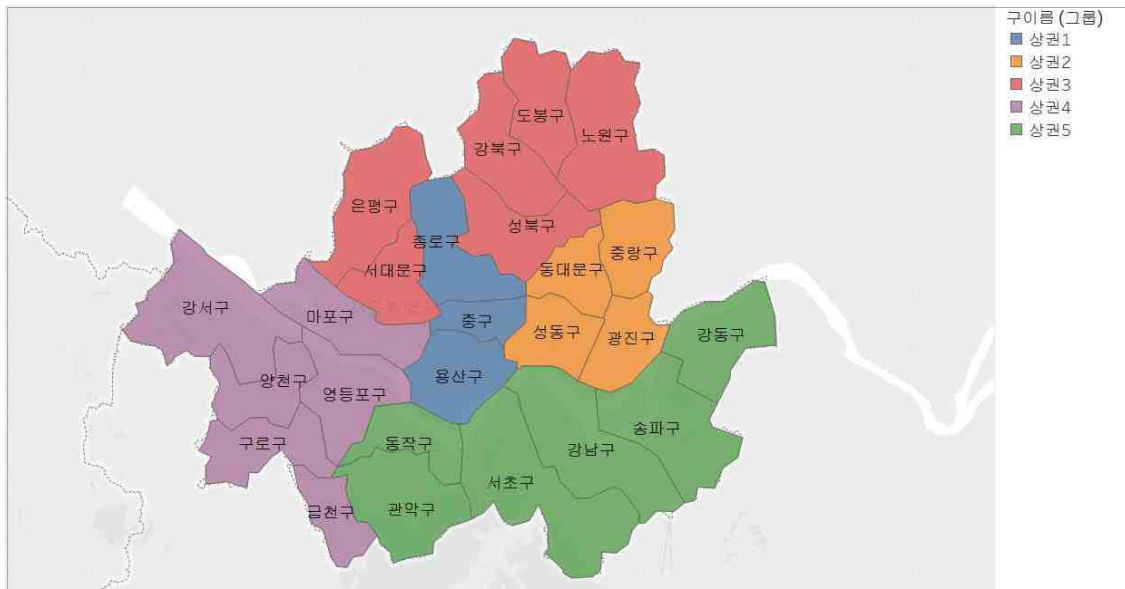 구이름 (그룹)
상권1
상권2
상권3
상권4
상권5
도봉구
노원구
강북구
은평구
성북구
종로구
중랑구
동대문구
서대문구
강서구
마포구
중구
성동구
광진구
강동구
양천구
용산구
영등포구
송파구
구로구
동작구
강남구
서초구
금천구
관악구